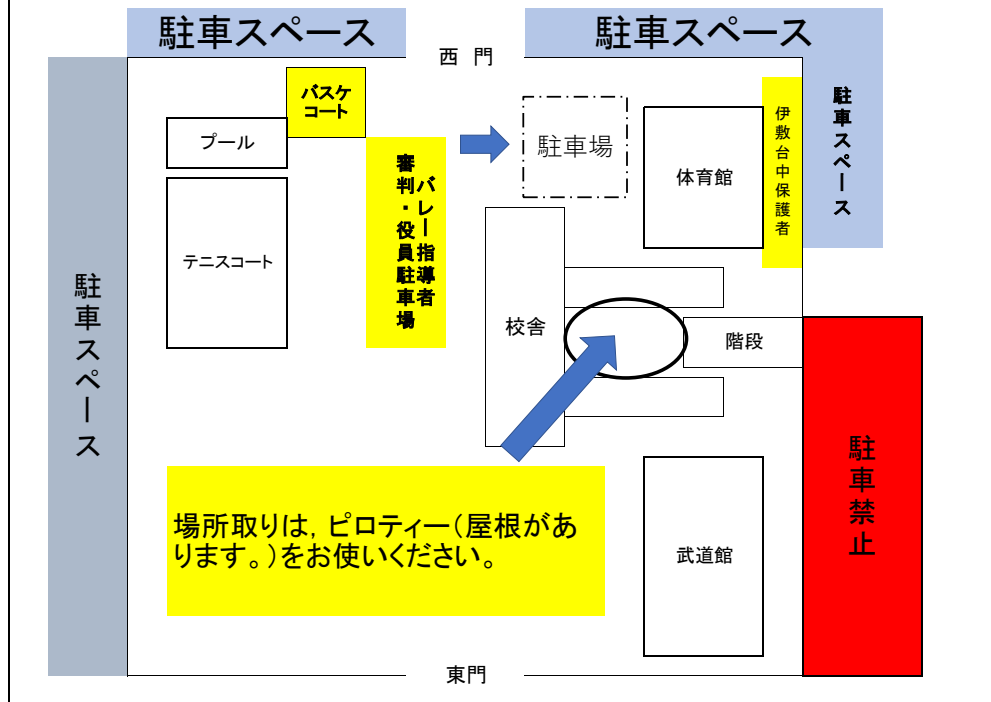 駐車スペース
駐車スペース
西 門
バスケ
コート
プール
駐車場
体育館
伊敷台中保護者
駐車スペース
バレー指導者
審判・役員駐車場
テニスコート
駐車スペース
校舎
階段
駐車禁止
場所取りは，ピロティー（屋根があ
ります。）をお使いください。
武道館
東門